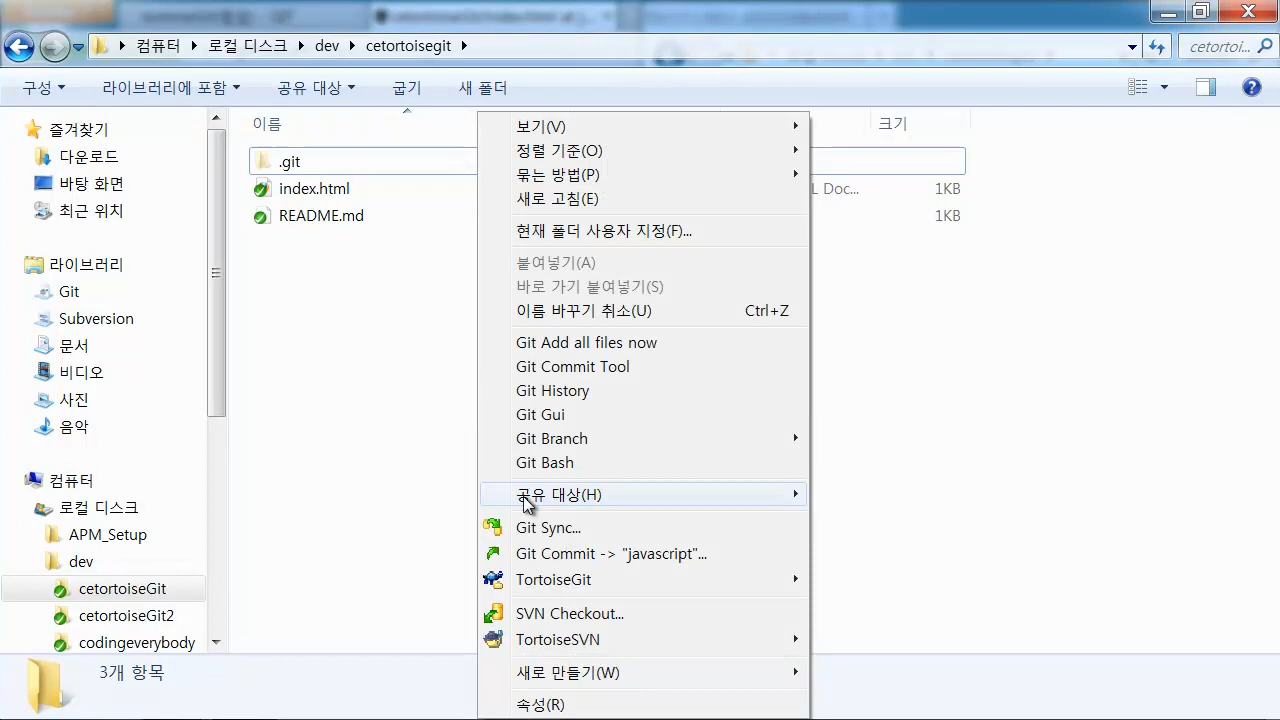 컴퓨터 로컬 디스크 dev cetortoisegit
cetortoi...
구성 라이브러리에 포함 공유 대상 굽기 새 폴더
이름 크기
.git
index.html L Doc... 1KB
README.md 1KB
즐겨찾기
다운로드
바탕 화면
최근 위치
라이브러리
Git
Subversion
문서
비디오
사진
음악
컴퓨터
로컬 디스크
APM_Setup
dev
cetortoiseGit
cetortoiseGit2
codingeverybody
보기(V)
정렬 기준(O)
묶는 방법(P)
새로 고침(E)
현재 폴더 사용자 지정(F)...
붙여넣기(A)
바로 가기 붙여넣기(S)
이름 바꾸기 취소(U) Ctrl+Z
Git Add all files now
Git Commit Tool
Git History
Git Gui
Git Branch
Git Bash
공유 대상(H)
Git Sync...
Git Commit -> "javascript"...
TortoiseGit
SVN Checkout...
TortoiseSVN
새로 만들기(W)
속성(R)
3개 항목